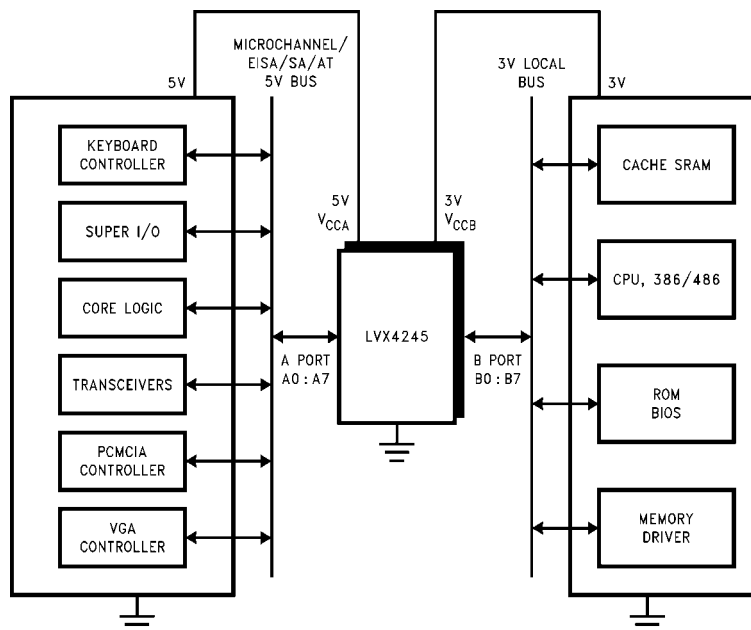 MICROCHANNEL/
EISA/SA/AT
5V BUS
5V
3V LOCAL
BUS
3V
KEYBOARD
CONTROLLER
SUPER I/O
CORE LOGIC
TRANSCEIVERS
PCMCIA
CONTROLLER
VGA
CONTROLLER
5V
VCCA
3V
VCCB
LVX4245
A PORT
A0:A7
B PORT
B0:B7
CACHE SRAM
CPU, 386/486
ROM
BIOS
MEMORY
DRIVER